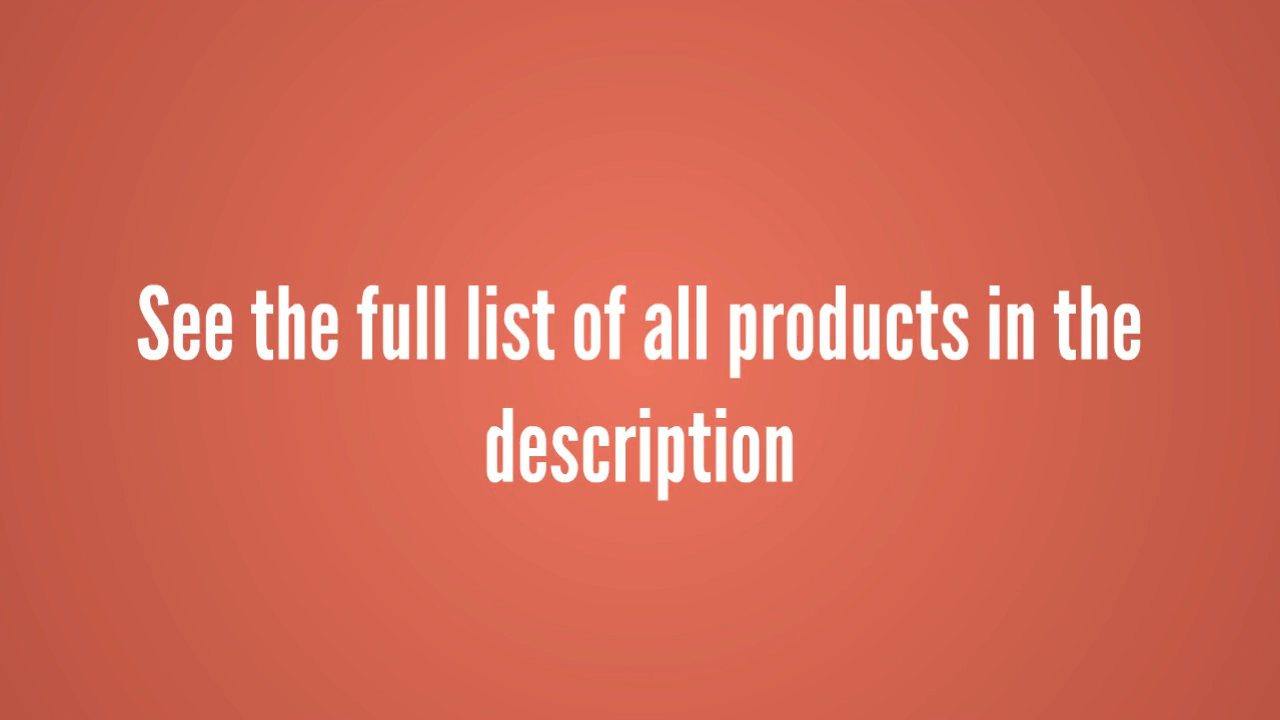 See the full list of all products in the
description